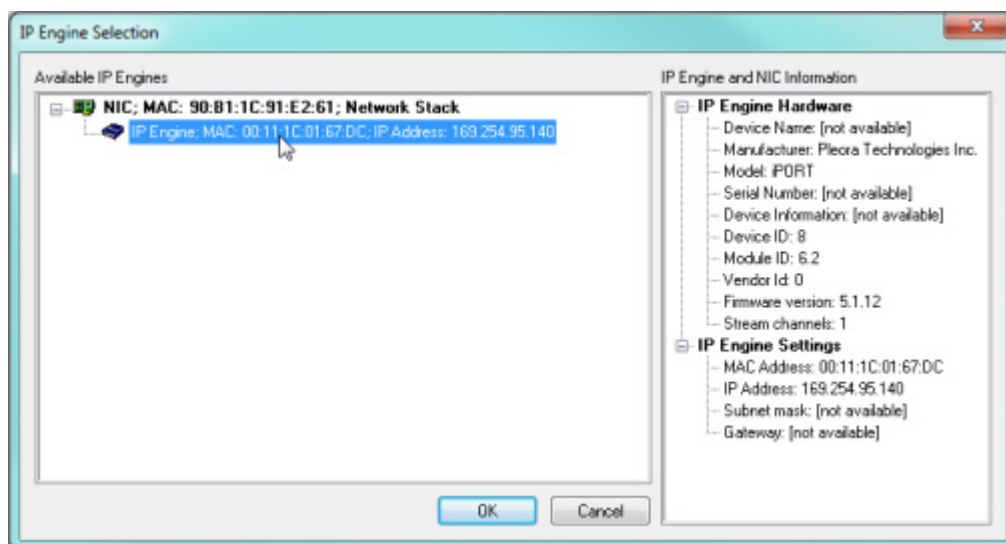 IP Engine Selection
Available IP Engines
NIC; MAC: 90:B1:1C:91:E2:61; Network Stack
IP Engine; MAC: 00:11:1C:01:67:DC; IP Address: 169.254.95.140
OK
Cancel
IP Engine and NIC Information
IP Engine Hardware
Device Name: [not available]
Manufacturer: Pleora Technologies Inc.
Model: iPORT
Serial Number: [not available]
Device Information: [not available]
Device ID: 8
Module ID: 6.2
Vendor Id: 0
Firmware version: 5.1.12
Stream channels: 1
IP Engine Settings
MAC Address: 00:11:1C:01:67:DC
IP Address: 169.254.95.140
Subnet mask: [not available]
Gateway: [not available]